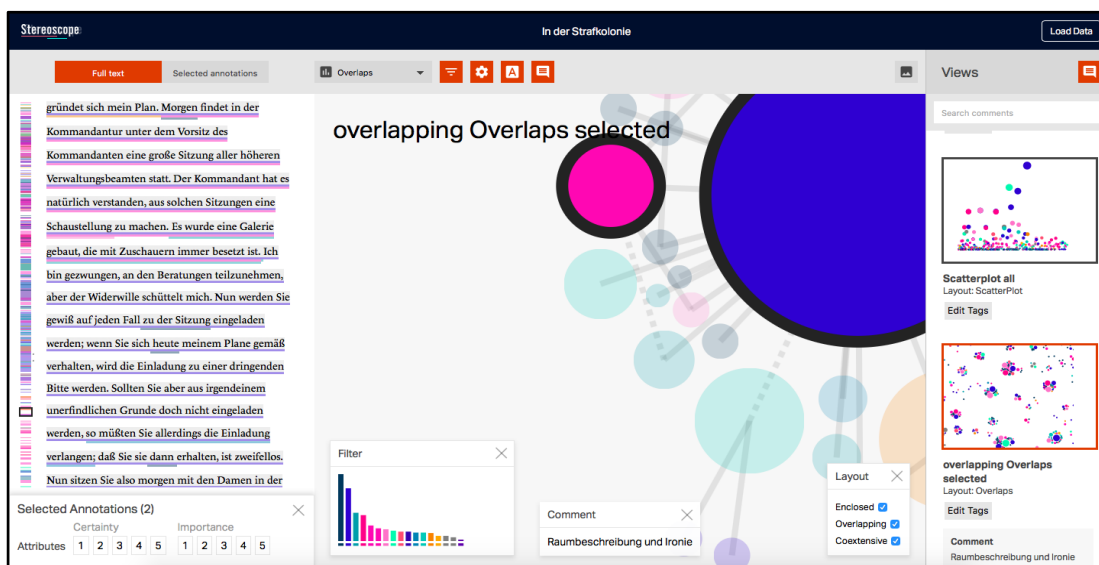 Stereoscope
In der Strafkolonie
Load Data
Full text
Selected annotations
Overlaps
A
Views
Search comments
gründet sich mein Plan. Morgen findet in der
Kommandantur unter dem Vorsitz des
Kommandanten eine große Sitzung aller höheren
Verwaltungsbeamten statt. Der Kommandant hat es
natürlich verstanden, aus solchen Sitzungen eine
Schaustellung zu machen. Es wurde eine Galerie
gebaut, die mit Zuschauern immer besetzt ist. Ich
bin gezwungen, an den Beratungen teilzunehmen,
aber der Widerwille schüttelt mich. Nun werden Sie
gewiß auf jeden Fall zu der Sitzung eingeladen
werden; wenn Sie sich heute meinem Plane gemäß
verhalten, wird die Einladung zu einer dringenden
Bitte werden. Sollten Sie aber aus irgendeinem
unerfindlichen Grunde doch nicht eingeladen
werden, so müßten Sie allerdings die Einladung
verlangen; daß Sie sie dann erhalten, ist zweifellos.
Nun sitzen Sie also morgen mit den Damen in der
Selected Annotations (2)
Certainty Importance
Attributes 1 2 3 4 5 1 2 3 4 5
overlapping Overlaps selected
Filter
Comment
Raumbeschreibung und Ironie
Layout
Enclosed
Overlapping
Coextensive
Scatterplot all
Layout: ScatterPlot
Edit Tags
overlapping Overlaps
selected
Layout: Overlaps
Edit Tags
Comment
Raumbeschreibung und Ironie